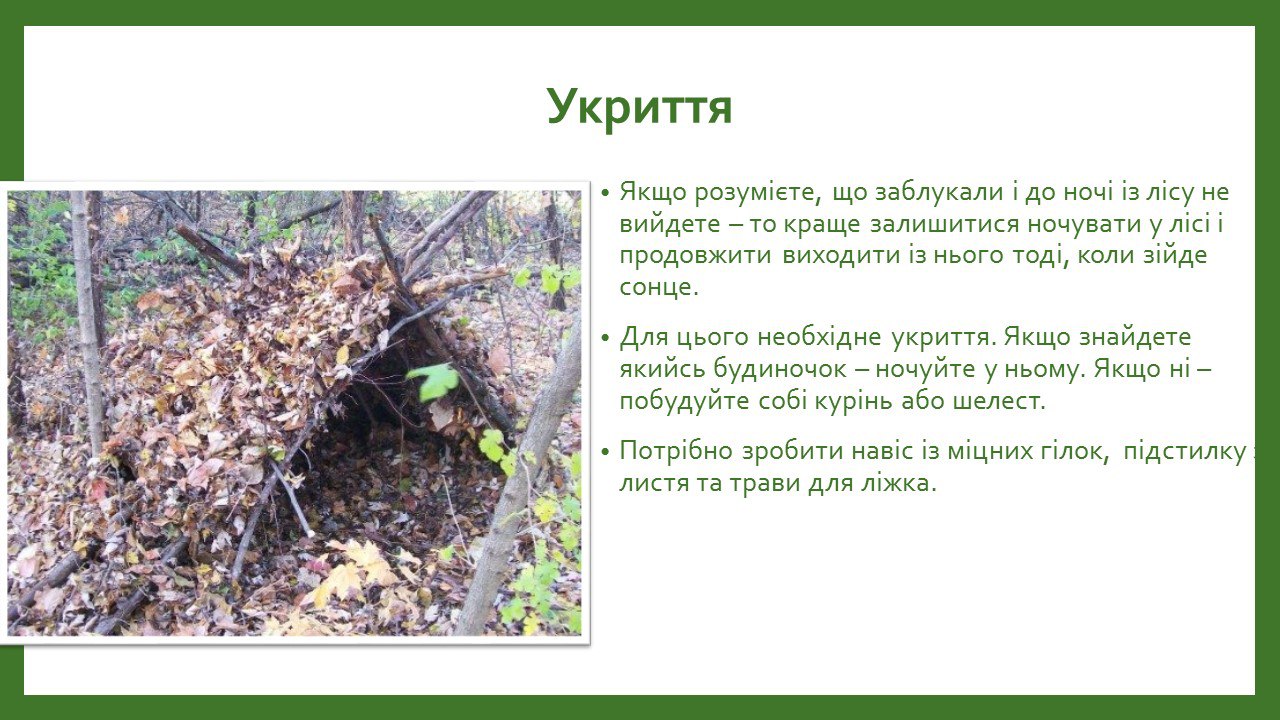 Укриття
• Якщо розумієте, що заблукали і до ночі із лісу не
вийдете – то краще залишитися ночувати у лісі і
продовжити виходити із нього тоді, коли зійде
сонце.
• Для цього необхідне укриття. Якщо знайдете
якийсь будиночок – ночуйте у ньому. Якщо ні –
побудуйте собі курінь або шелест.
• Потрібно зробити навіс із міцних гілок, підстилку
листя та трави для ліжка.